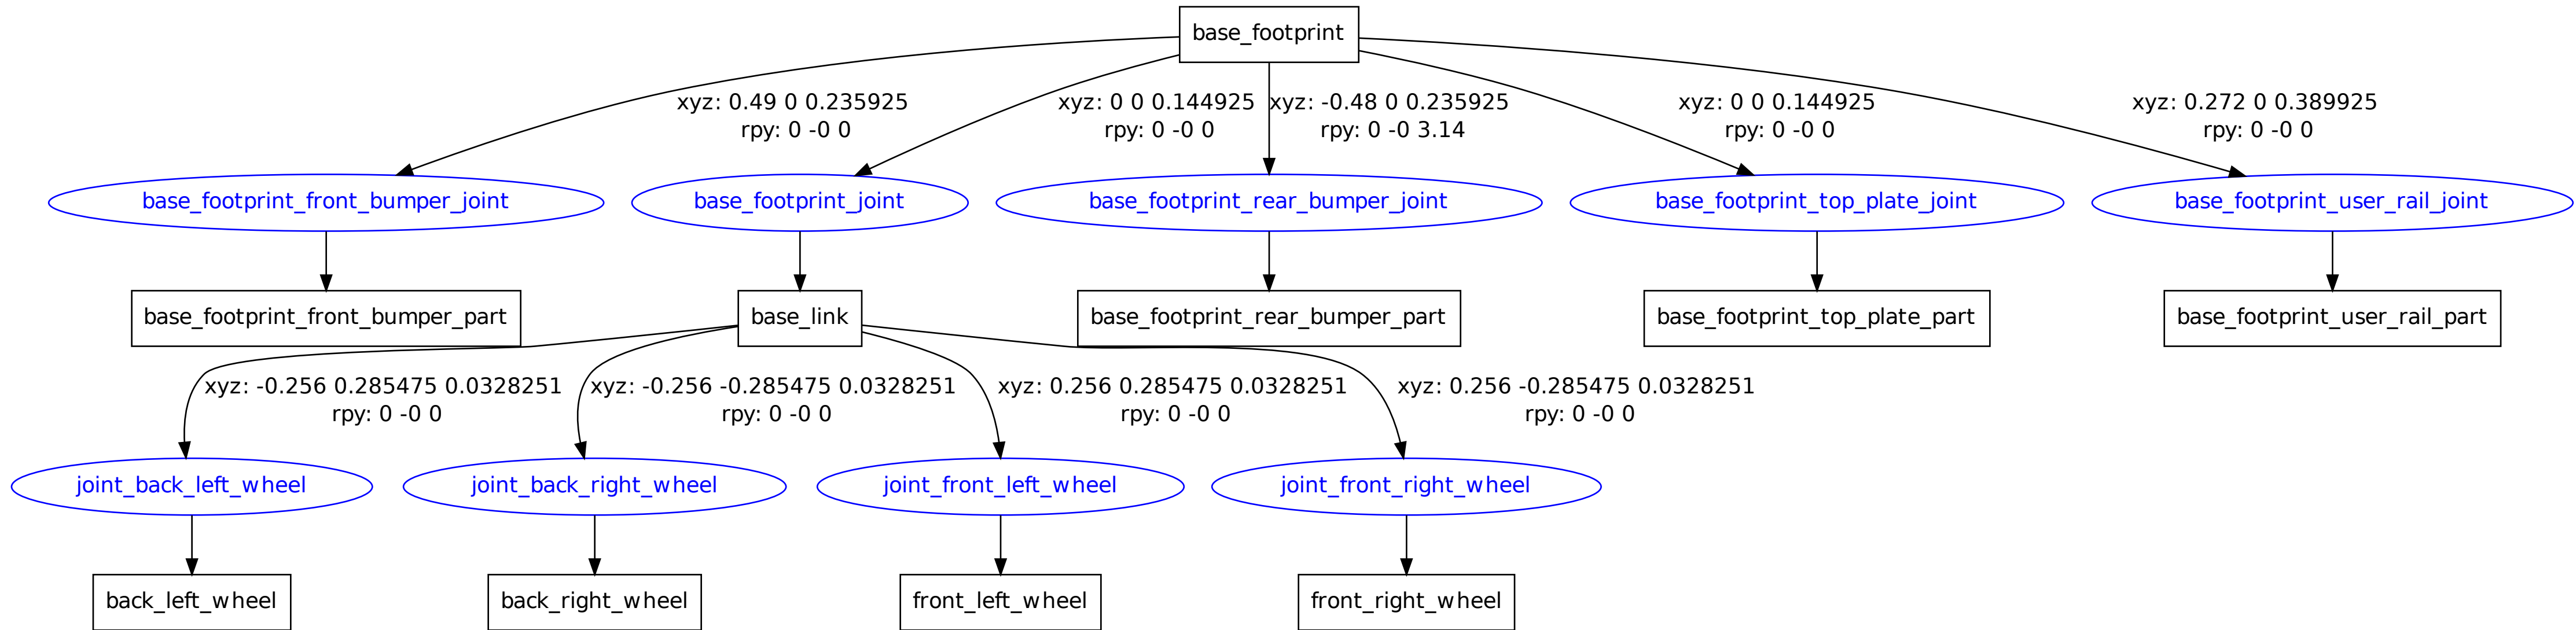 base_footprint
xyz: 0.49 0 0.235925
rpy: 0 -0 0
xyz: 0 0 0.144925
rpy: 0 -0 0
xyz: -0.48 0 0.235925
rpy: 0 -0 3.14
xyz: 0 0 0.144925
rpy: 0 -0 0
xyz: 0.272 0 0.389925
rpy: 0 -0 0
base_footprint_front_bumper_joint
base_footprint_joint
base_footprint_rear_bumper_joint
base_footprint_top_plate_joint
base_footprint_user_rail_joint
base_footprint_front_bumper_part
base_link
base_footprint_rear_bumper_part
base_footprint_top_plate_part
base_footprint_user_rail_part
xyz: -0.256 0.285475 0.0328251
rpy: 0 -0 0
xyz: -0.256 -0.285475 0.0328251
rpy: 0 -0 0
xyz: 0.256 0.285475 0.0328251
rpy: 0 -0 0
xyz: 0.256 -0.285475 0.0328251
rpy: 0 -0 0
joint_back_left_wheel
joint_back_right_wheel
joint_front_left_wheel
joint_front_right_wheel
back_left_wheel
back_right_wheel
front_left_wheel
front_right_wheel